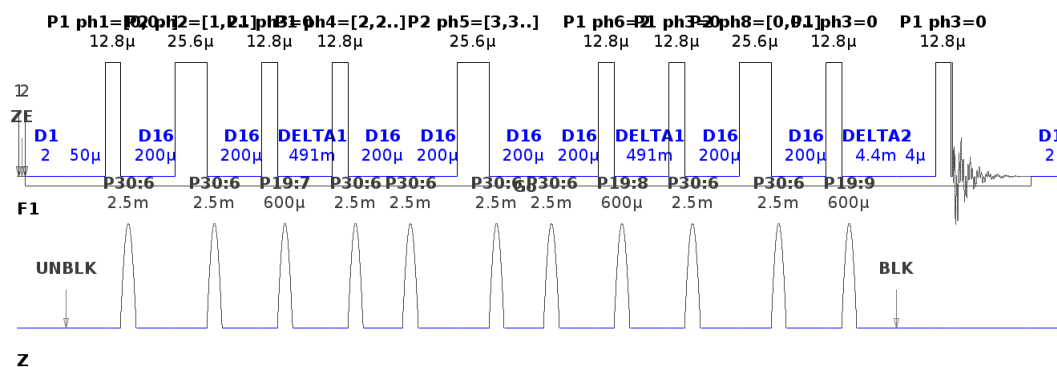 P1 ph1=[0,0..] P2 ph2=[1,1..] P1 ph3=0 P1 ph4=[2,2..] P2 ph5=[3,3..] P1 ph6=2 P1 ph3=0 P2 ph8=[0,0..] P1 ph3=0 P1 ph3=0
12.8µ 25.6µ 12.8µ 12.8µ 25.6µ 12.8µ 12.8µ 25.6µ 12.8µ 12.8µ
12
ZE
D1 D16 D16 DELTA1 D16 D16 D16 D16 DELTA1 D16 D16 DELTA2 D1
2 50µ 200µ 200µ 491m 200µ 200µ 200µ 200µ 491m 200µ 200µ 4.4m 4µ 2
P30:6 P30:6 P19:7 P30:6 P30:6 P30:6 P30:6 P19:8 P30:6 P30:6 P19:9
2.5m 2.5m 600µ 2.5m 2.5m 2.5m 2.5m 600µ 2.5m 2.5m 600µ
F1
UNBLK BLK
Z